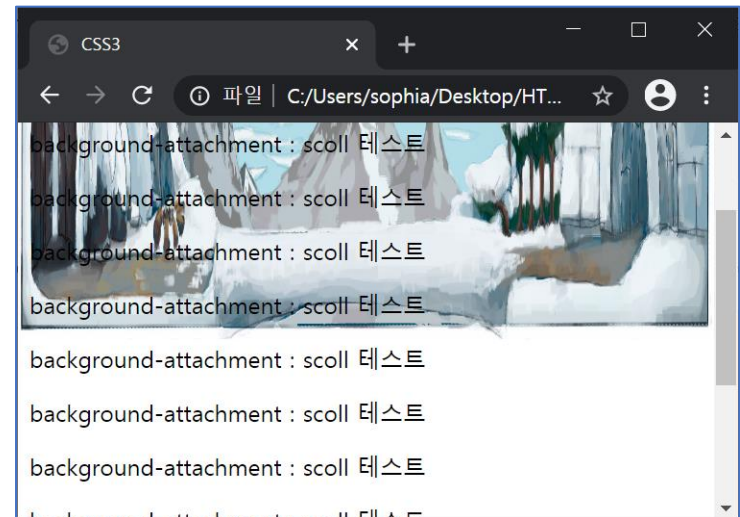 CSS3
파일 C:/Users/sophia/Desktop/HT...
background-attachment : scoll 테스트
background-attachment : scoll 테스트
background-attachment : scoll 테스트
background-attachment : scoll 테스트
background-attachment : scoll 테스트
background-attachment : scoll 테스트
background-attachment : scoll 테스트